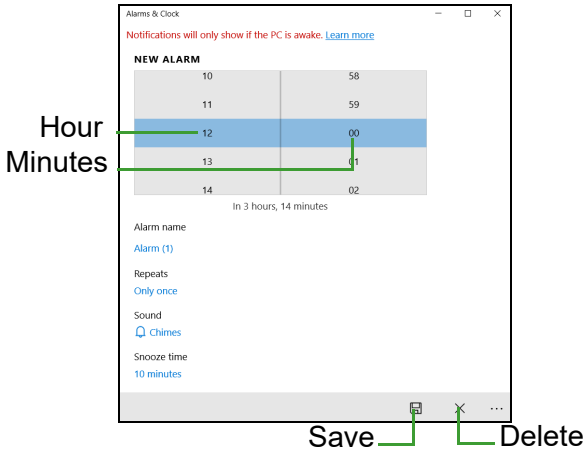 Alarms & Clock
Notifications will only show if the PC is awake. Learn more
NEW ALARM
10 58
11 59
Hour 12 00
Minutes 13 01
14 02
In 3 hours, 14 minutes
Alarm name
Alarm (1)
Repeats
Only once
Sound
Chimes
Snooze time
10 minutes
...
Save Delete